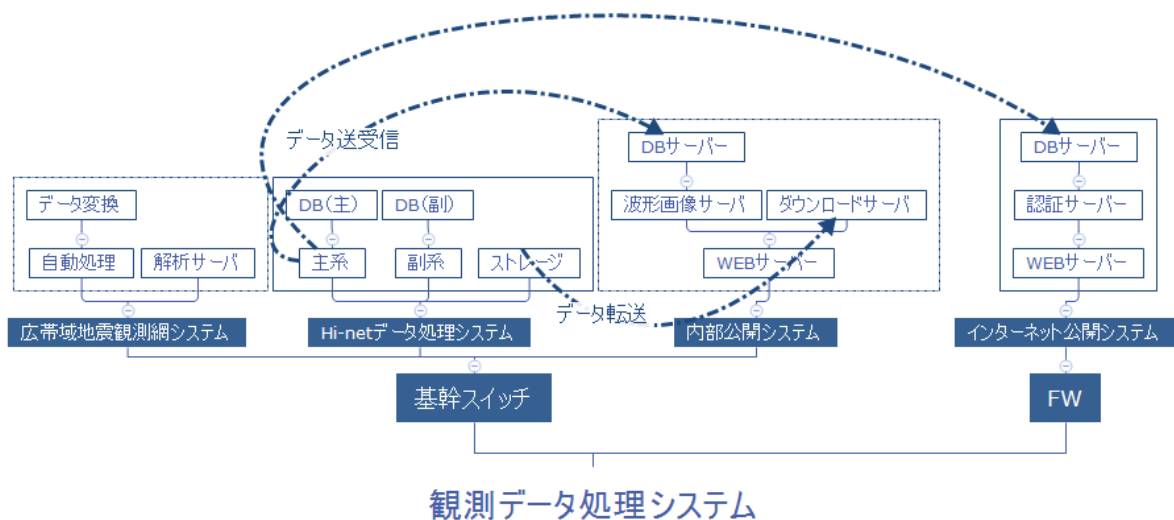 データ送受信
DBサーバー
DBサーバー
データ変換
DB(主)
DB(副)
波形画像サーバ
ダウンロードサーバ
認証サーバー
自動処理
解析サーバ
主系
副系
ストレージ
WEBサーバー
WEBサーバー
データ転送
広帯域地震観測網システム
Hi-netデータ処理システム
内部公開システム
インターネット公開システム
基幹スイッチ
FW
観測データ処理システム